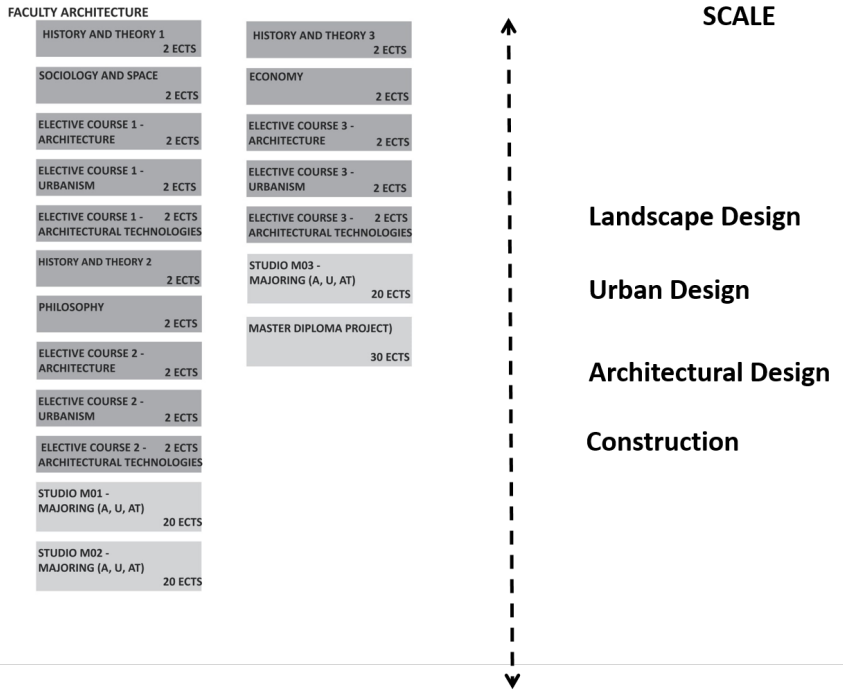 FACULTY ARCHITECTURE
HISTORY AND THEORY 1
2 ECTS
SOCIOLOGY AND SPACE
2 ECTS
ELECTIVE COURSE 1 -
ARCHITECTURE 2 ECTS
ELECTIVE COURSE 1 -
URBANISM 2 ECTS
ELECTIVE COURSE 1 - 2 ECTS
ARCHITECTURAL TECHNOLOGIES
HISTORY AND THEORY 2
2 ECTS
PHILOSOPHY
2 ECTS
ELECTIVE COURSE 2 -
ARCHITECTURE 2 ECTS
ELECTIVE COURSE 2 -
URBANISM 2 ECTS
ELECTIVE COURSE 2 - 2 ECTS
ARCHITECTURAL TECHNOLOGIES
STUDIO M01 -
MAJORING (A, U, AT)
20 ECTS
STUDIO M02 -
MAJORING (A, U, AT)
20 ECTS
HISTORY AND THEORY 3
2 ECTS
ECONOMY
2 ECTS
ELECTIVE COURSE 3 -
ARCHITECTURE 2 ECTS
ELECTIVE COURSE 3 -
URBANISM 2 ECTS
ELECTIVE COURSE 3 - 2 ECTS
ARCHITECTURAL TECHNOLOGIES
STUDIO M03 -
MAJORING (A, U, AT)
20 ECTS
MASTER DIPLOMA PROJECT)
30 ECTS
SCALE
Landscape Design
Urban Design
Architectural Design
Construction